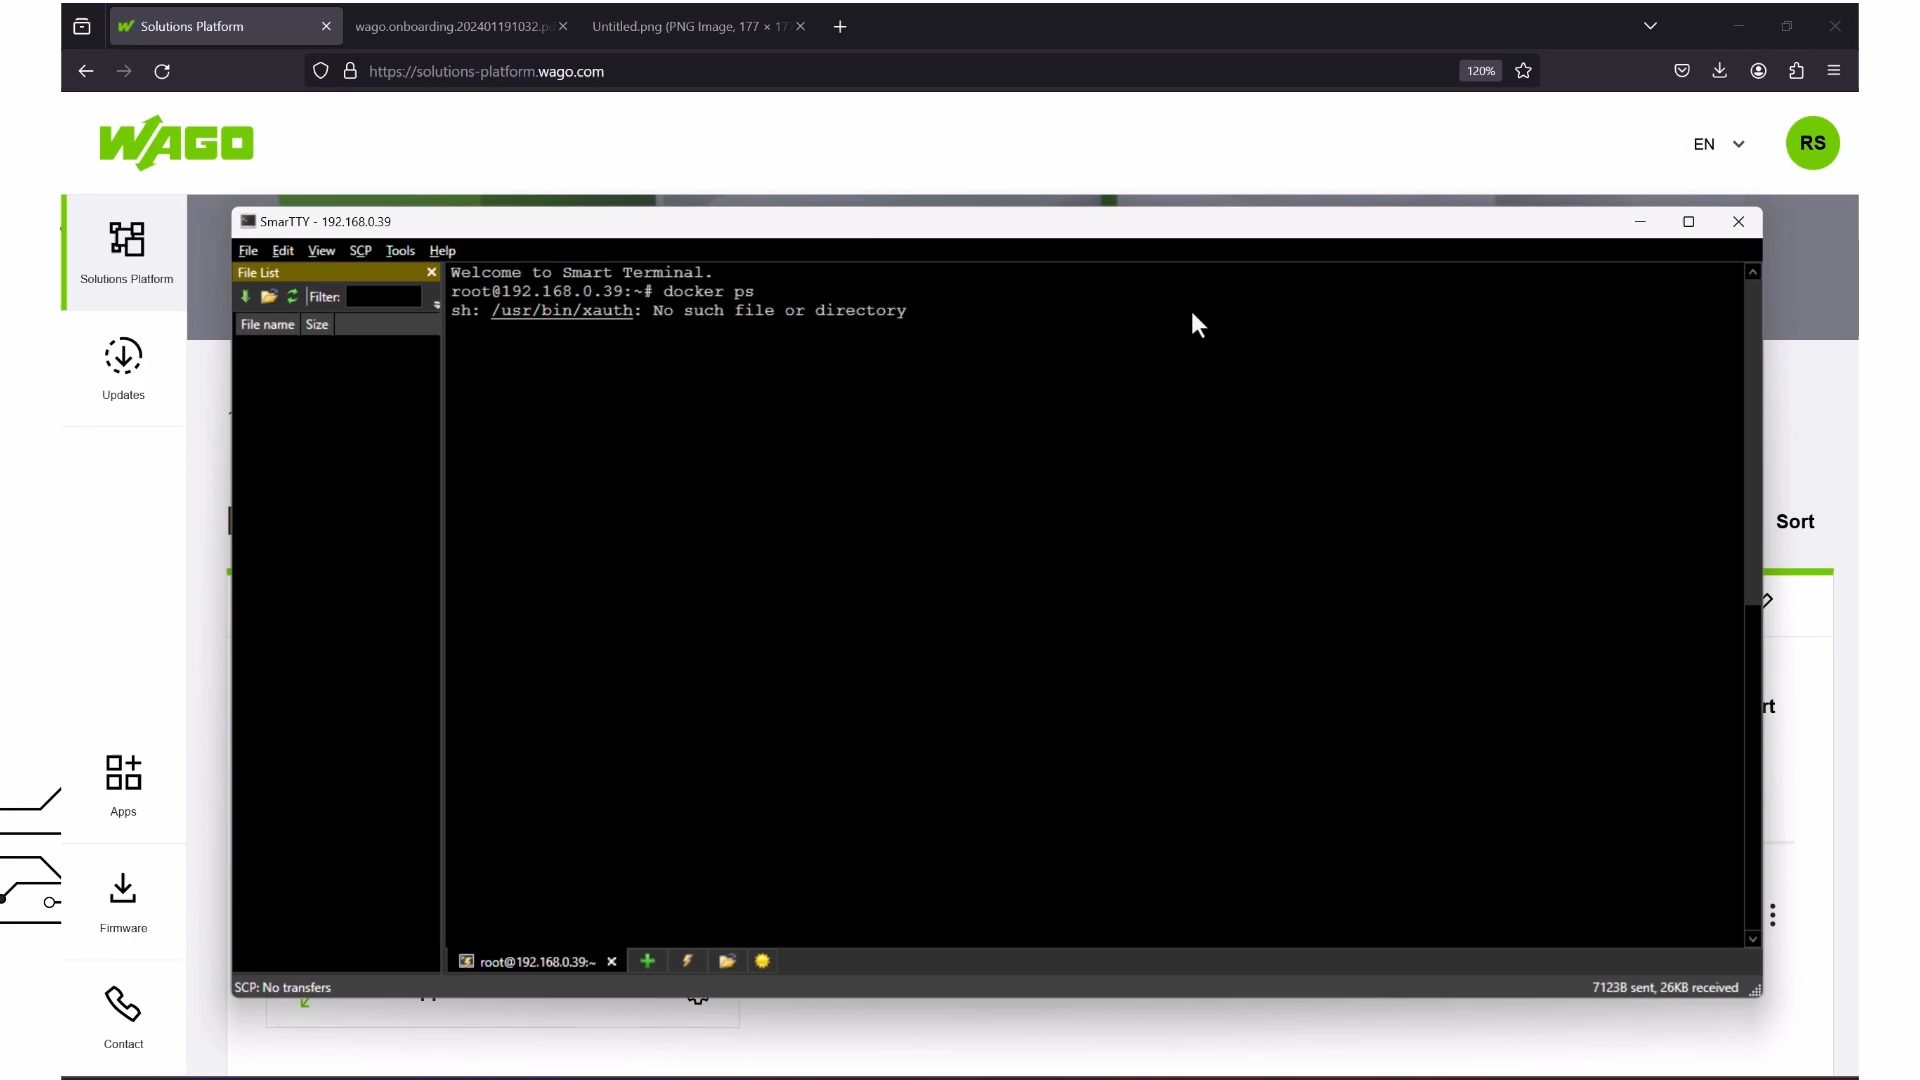 Solutions Platform
wago.onboarding.202401191032.pd
Untitled.png (PNG Image, 177 × 17
https://solutions-platform.wago.com
120%
WAGO
EN
RS
Solutions Platform
Updates
Apps
Firmware
Contact
SmarTTY - 192.168.0.39
File Edit View SCP Tools Help
File List
Filter:
File name Size
Welcome to Smart Terminal.
root@192.168.0.39:~# docker ps
sh: /usr/bin/xauth: No such file or directory
root@192.168.0.39:~
SCP: No transfers
7123B sent, 26KB received
Sort
rt